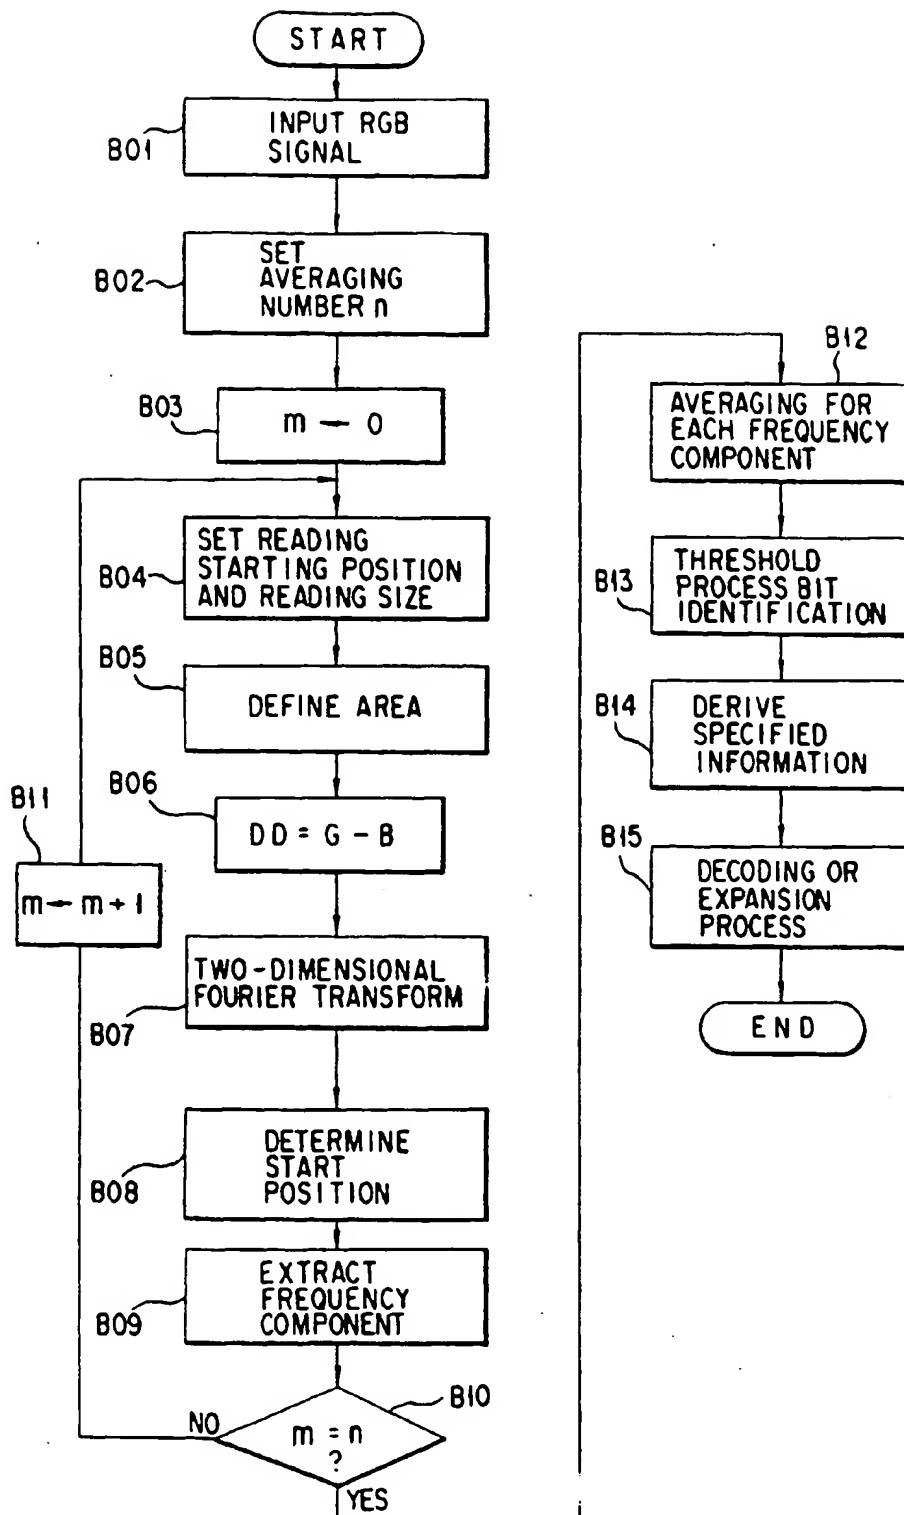 START
B01
INPUT RGB
SIGNAL
B02
SET
AVERAGING
NUMBER n
B03
m ← 0
B04
SET READING
STARTING POSITION
AND READING SIZE
B05
DEFINE AREA
B06
DD = G - B
B11
m ← m + 1
B07
TWO-DIMENSIONAL
FOURIER TRANSFORM
B08
DETERMINE
START
POSITION
B09
EXTRACT
FREQUENCY
COMPONENT
B10
m = n
?
NO
YES
B12
AVERAGING FOR
EACH FREQUENCY
COMPONENT
B13
THRESHOLD
PROCESS BIT
IDENTIFICATION
B14
DERIVE
SPECIFIED
INFORMATION
B15
DECODING OR
EXPANSION
PROCESS
END